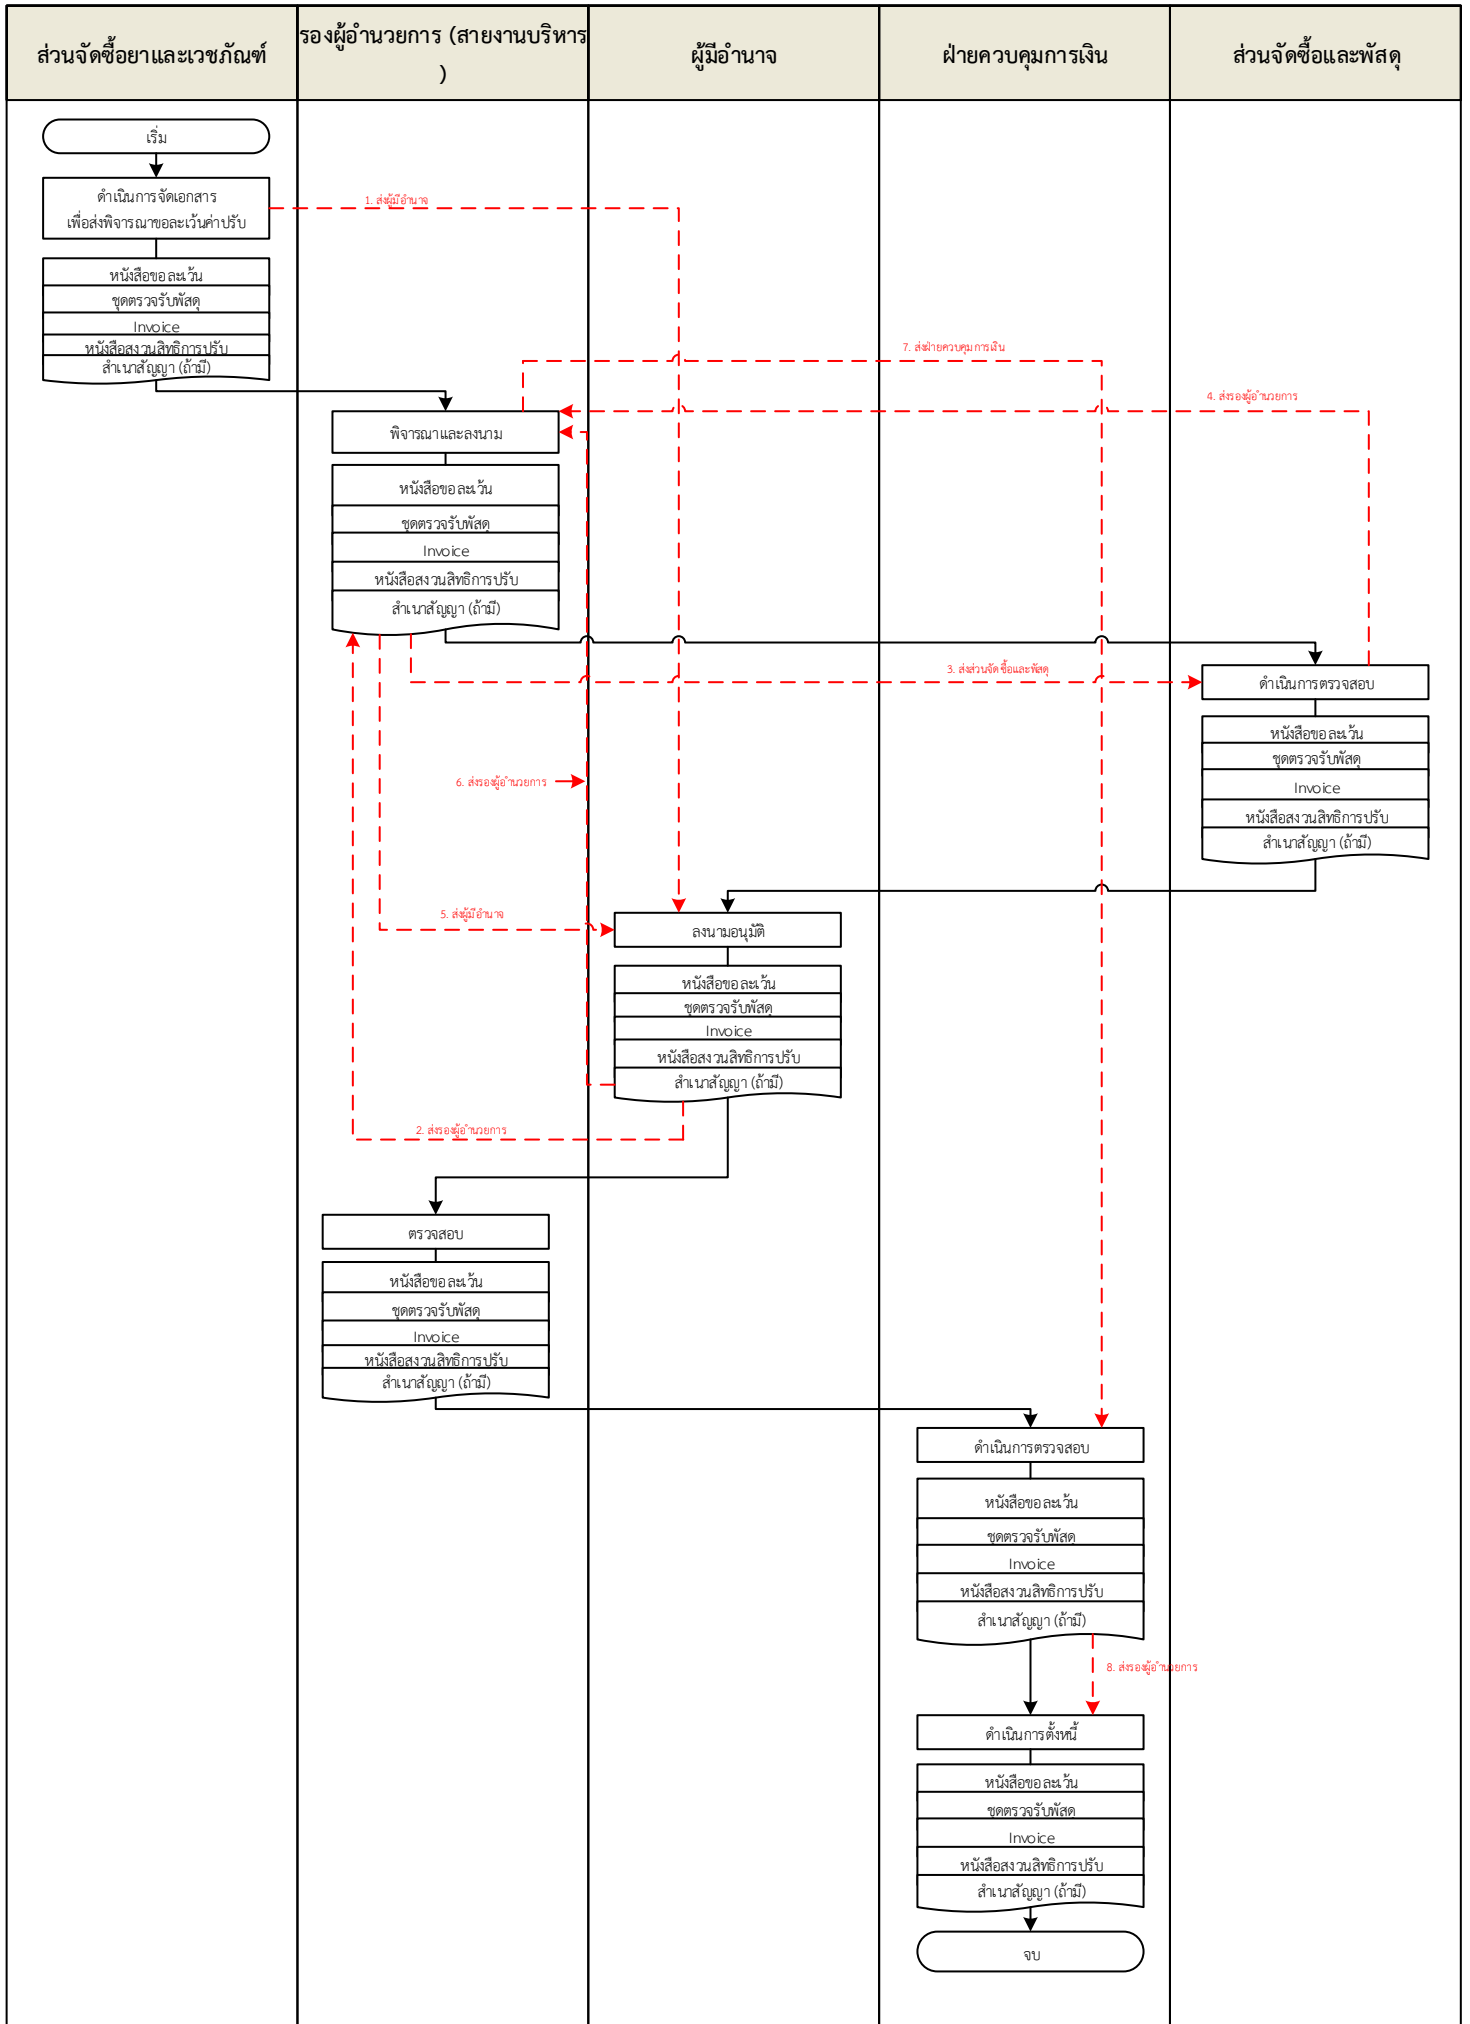 ส่วนจัดซื้อยาและเวชภัณฑ์
รองผู้อำนวยการ (สายงานบริหาร
)
ผู้มีอำนาจ
ฝ่ายควบคุมการเงิน
ส่วนจัดซื้อและพัสดุ
เริ่ม
ดำเนินการจัดเอกสาร
เพื่อส่งพิจารณาขอละเว้นค่าปรับ
1. ส่งผู้มีอำนาจ
หนังสือขอละเว้น
ชุดตรวจรับพัสดุ
Invoice
หนังสือสงวนสิทธิการปรับ
สำเนาสัญญา (ถ้ามี)
7. ส่งฝ่ายควบคุมการเงิน
4. ส่งรองผู้อำนวยการ
พิจารณาและลงนาม
หนังสือขอละเว้น
ชุดตรวจรับพัสดุ
Invoice
หนังสือสงวนสิทธิการปรับ
สำเนาสัญญา (ถ้ามี)
3. ส่งส่วนจัดซื้อและพัสดุ
ดำเนินการตรวจสอบ
หนังสือขอละเว้น
ชุดตรวจรับพัสดุ
Invoice
หนังสือสงวนสิทธิการปรับ
สำเนาสัญญา (ถ้ามี)
6. ส่งรองผู้อำนวยการ
5. ส่งผู้มีอำนาจ
ลงนามอนุมัติ
หนังสือขอละเว้น
ชุดตรวจรับพัสดุ
Invoice
หนังสือสงวนสิทธิการปรับ
สำเนาสัญญา (ถ้ามี)
2. ส่งรองผู้อำนวยการ
ตรวจสอบ
หนังสือขอละเว้น
ชุดตรวจรับพัสดุ
Invoice
หนังสือสงวนสิทธิการปรับ
สำเนาสัญญา (ถ้ามี)
ดำเนินการตรวจสอบ
หนังสือขอละเว้น
ชุดตรวจรับพัสดุ
Invoice
หนังสือสงวนสิทธิการปรับ
สำเนาสัญญา (ถ้ามี)
8. ส่งรองผู้อำนวยการ
ดำเนินการตั้งหนี้
หนังสือขอละเว้น
ชุดตรวจรับพัสดุ
Invoice
หนังสือสงวนสิทธิการปรับ
สำเนาสัญญา (ถ้ามี)
จบ